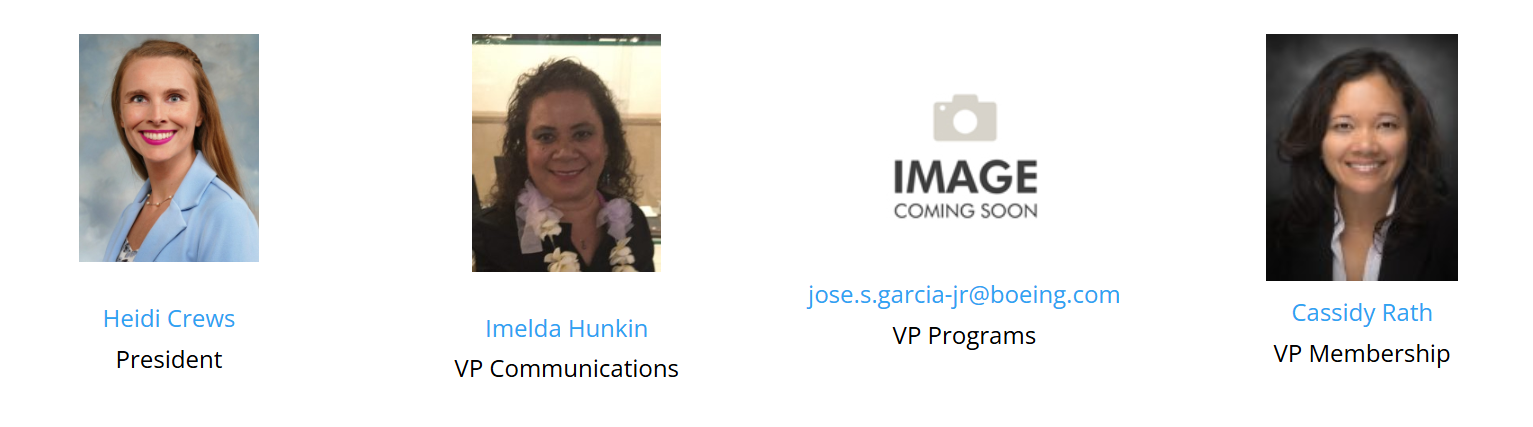 IMAGE
COMING SOON
Heidi Crews
President
Imelda Hunkin
VP Communications
jose.s.garcia-jr@boeing.com
VP Programs
Cassidy Rath
VP Membership